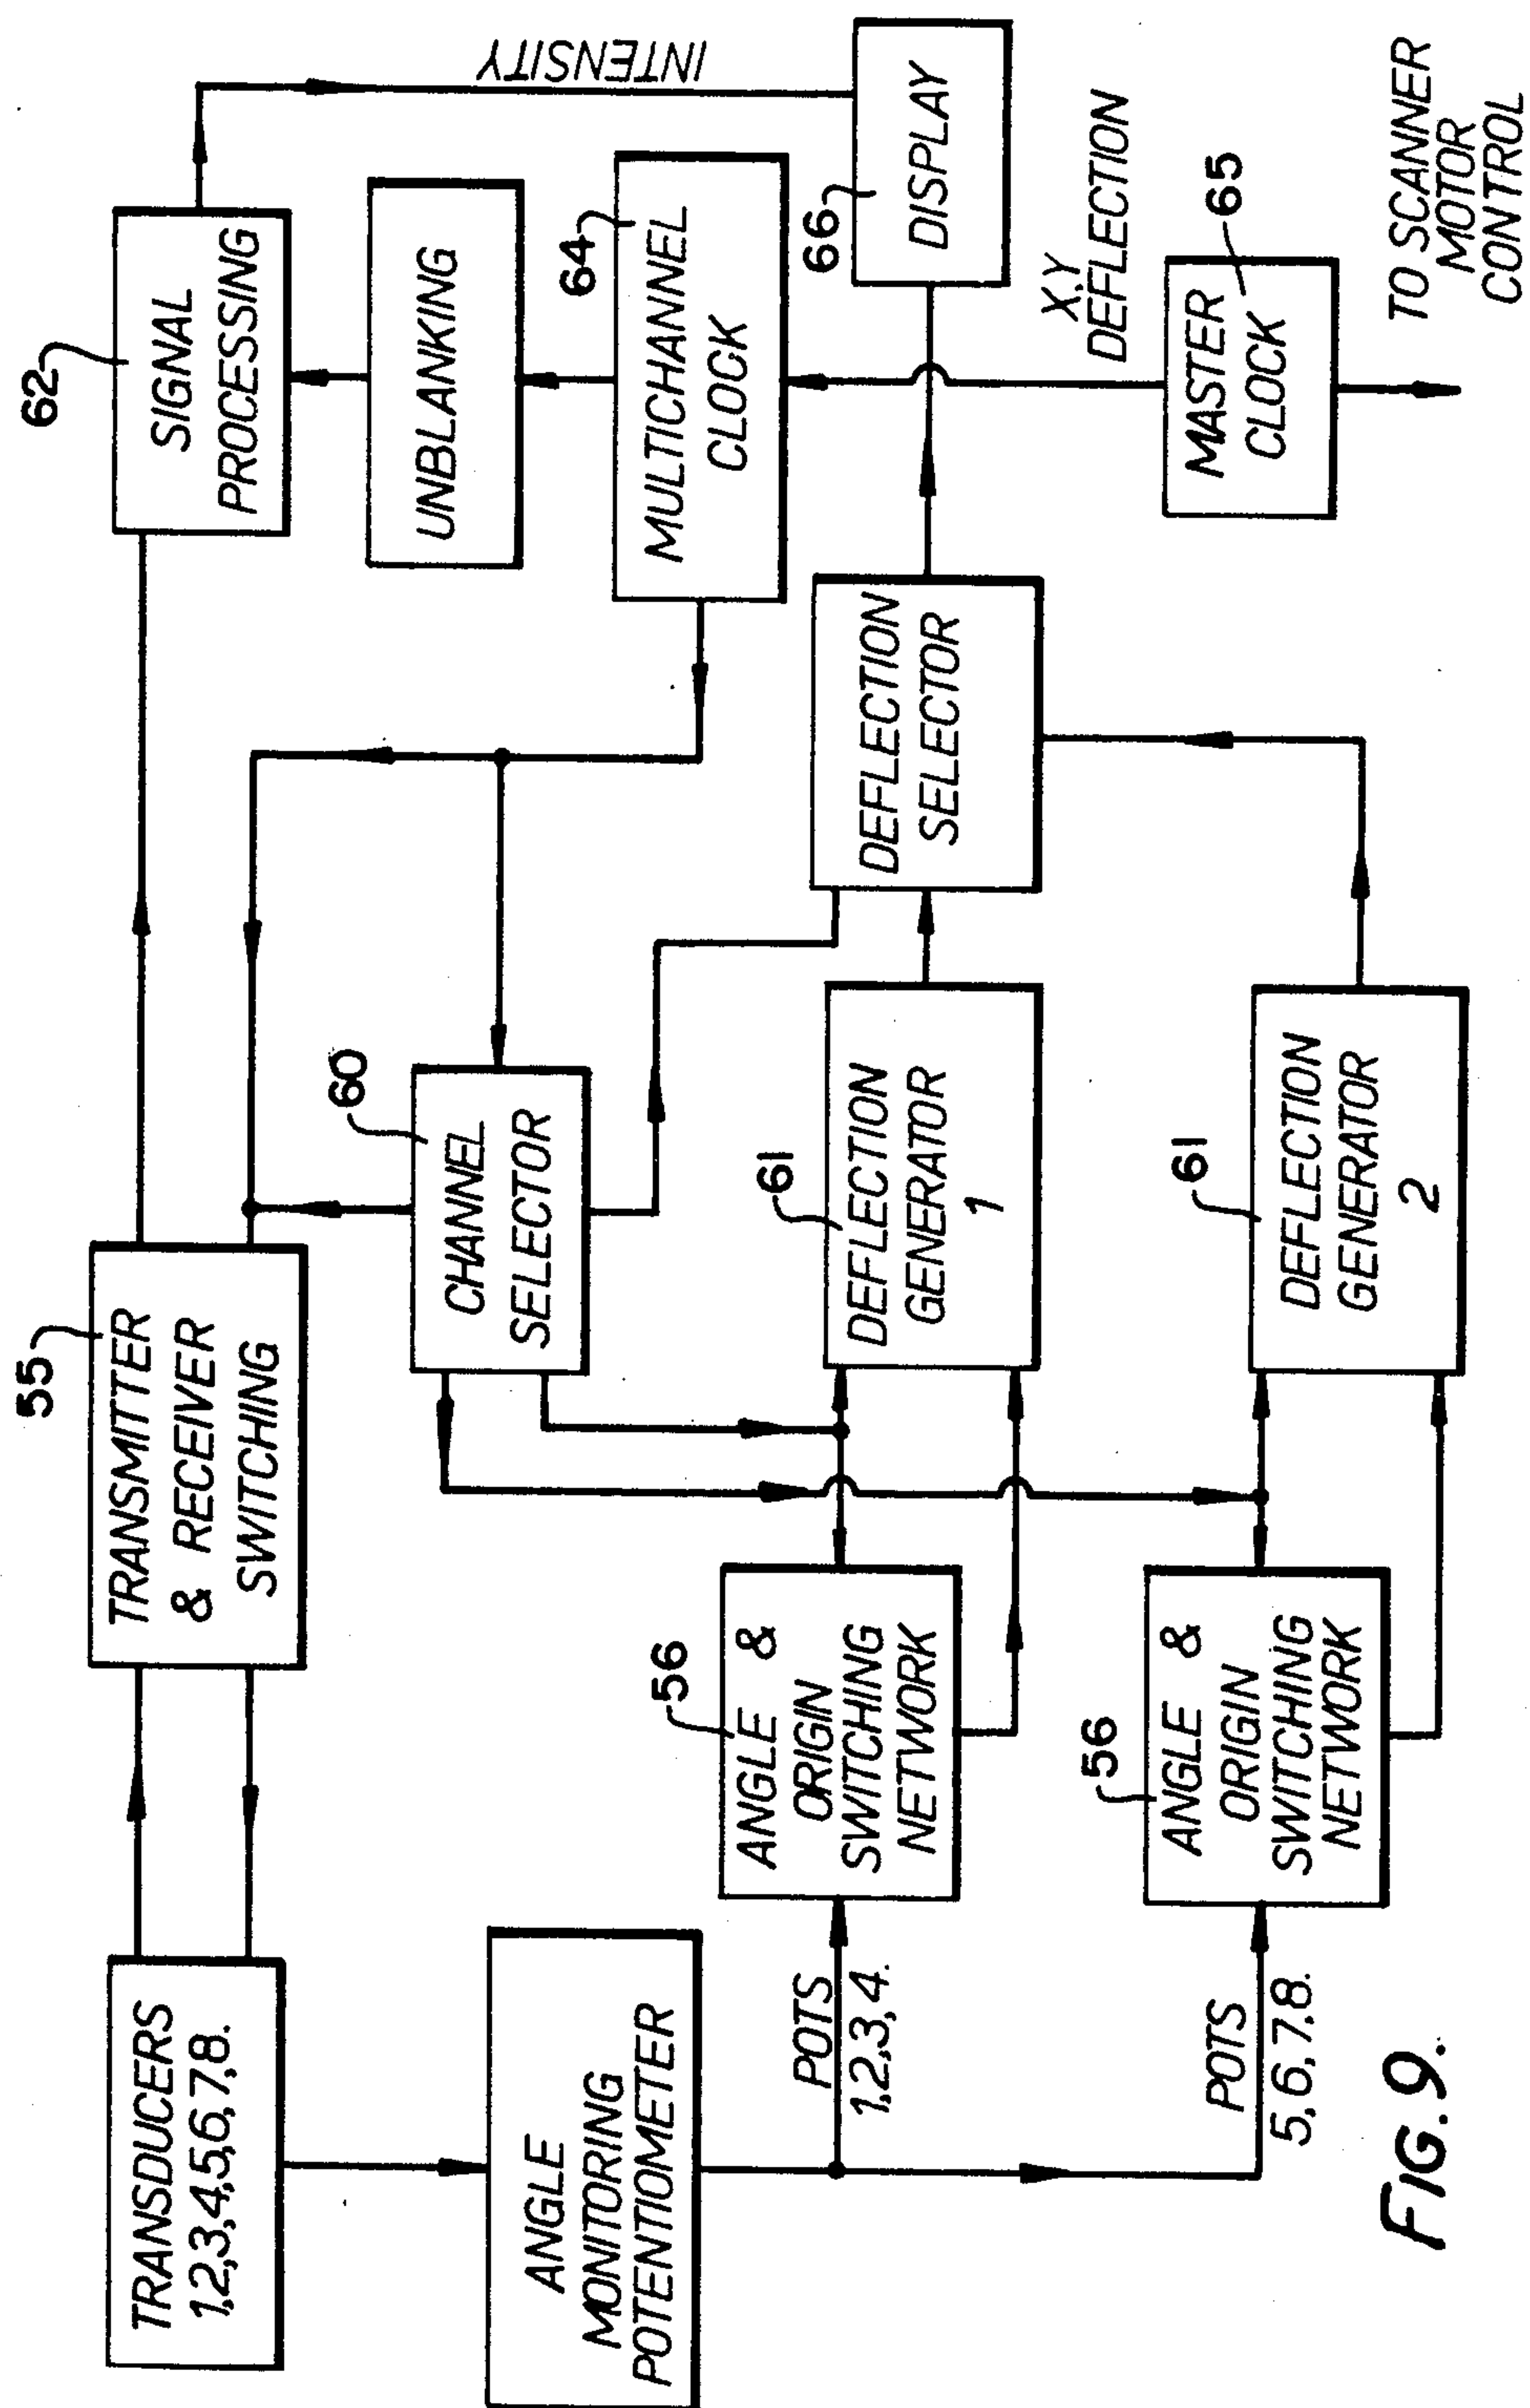 TRANSDUCERS
1,2,3,4,5,6,7,8.
55
TRANSMITTER
& RECEIVER
SWITCHING
62
SIGNAL
PROCESSING
INTENSITY
UNBLANKING
64
MULTICHANNEL
CLOCK
60
CHANNEL
SELECTOR
ANGLE
MONITORING
POTENTIOMETER
POTS
1,2,3,4.
56
ANGLE &
ORIGIN
SWITCHING
NETWORK
61
DEFLECTION
GENERATOR
1
DEFLECTION
SELECTOR
66
DISPLAY
X,Y
DEFLECTION
POTS
5,6,7,8.
56
ANGLE &
ORIGIN
SWITCHING
NETWORK
61
DEFLECTION
GENERATOR
2
MASTER
CLOCK
65
TO SCANNER
MOTOR
CONTROL
FIG. 9.